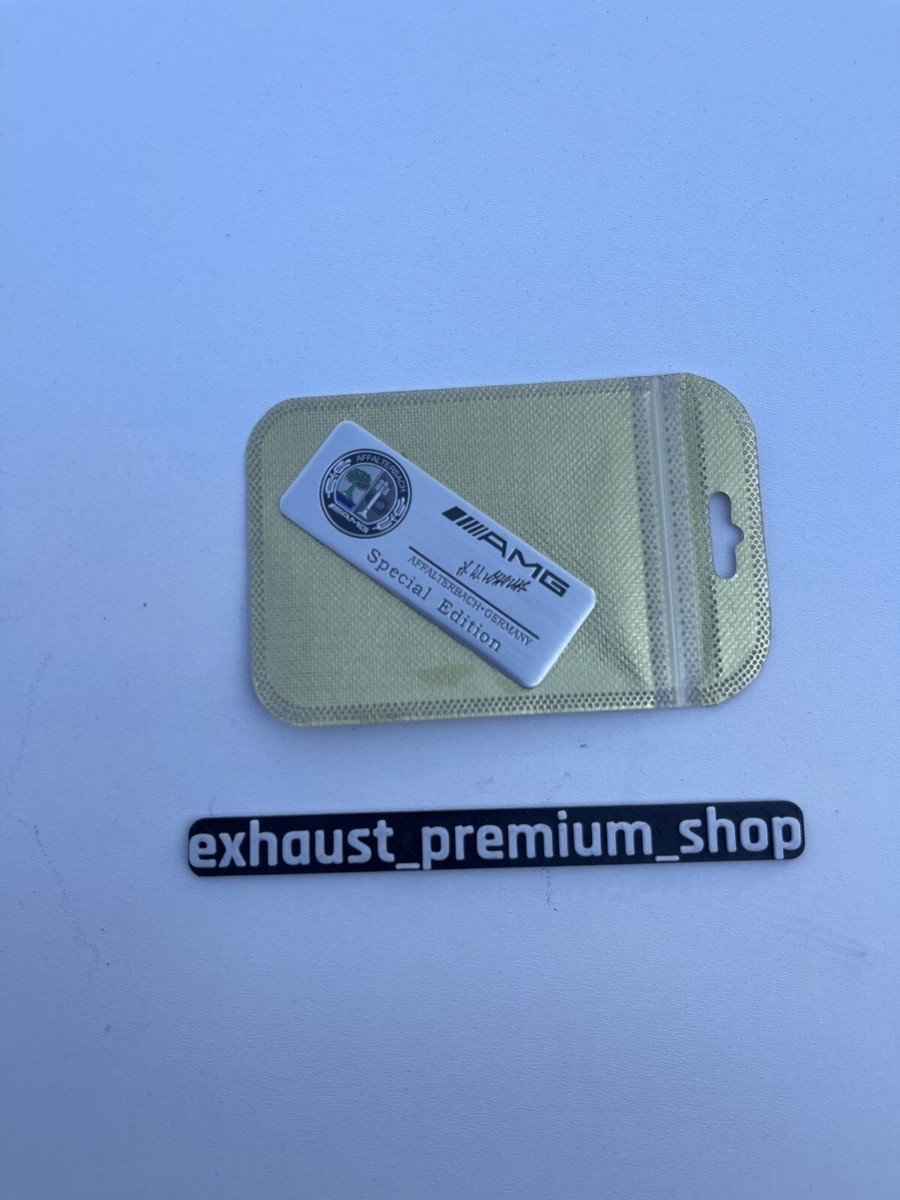 AFFALTERBACH
AMG
AMG
AFFALTERBACH•GERMANY
Special Edition
exhaust_premium_shop